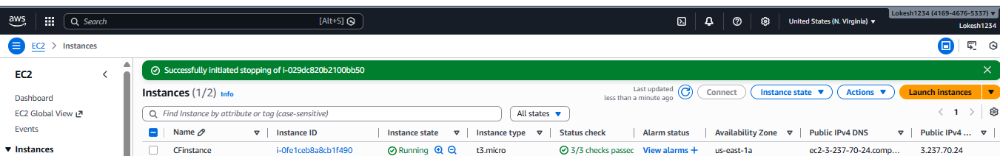 aws Search [Alt+S] United States (N. Virginia) Lokesh1234 (4169-4676-5337)
Lokesh1234
EC2 > Instances
EC2
Dashboard
EC2 Global View
Events
Instances
Successfully initiated stopping of i-029dc820b2100bb50
Instances (1/2) Info
Last updated
less than a minute ago
Connect Instance state Actions Launch instances
Find Instance by attribute or tag (case-sensitive) All states 1
Name Instance ID Instance state Instance type Status check Alarm status Availability Zone Public IPv4 DNS Public IPv4 ...
CFinstance i-0fe1ceb8a8cb1f490 Running t3.micro 3/3 checks passec View alarms + us-east-1a ec2-3-237-70-24.comp... 3.237.70.24